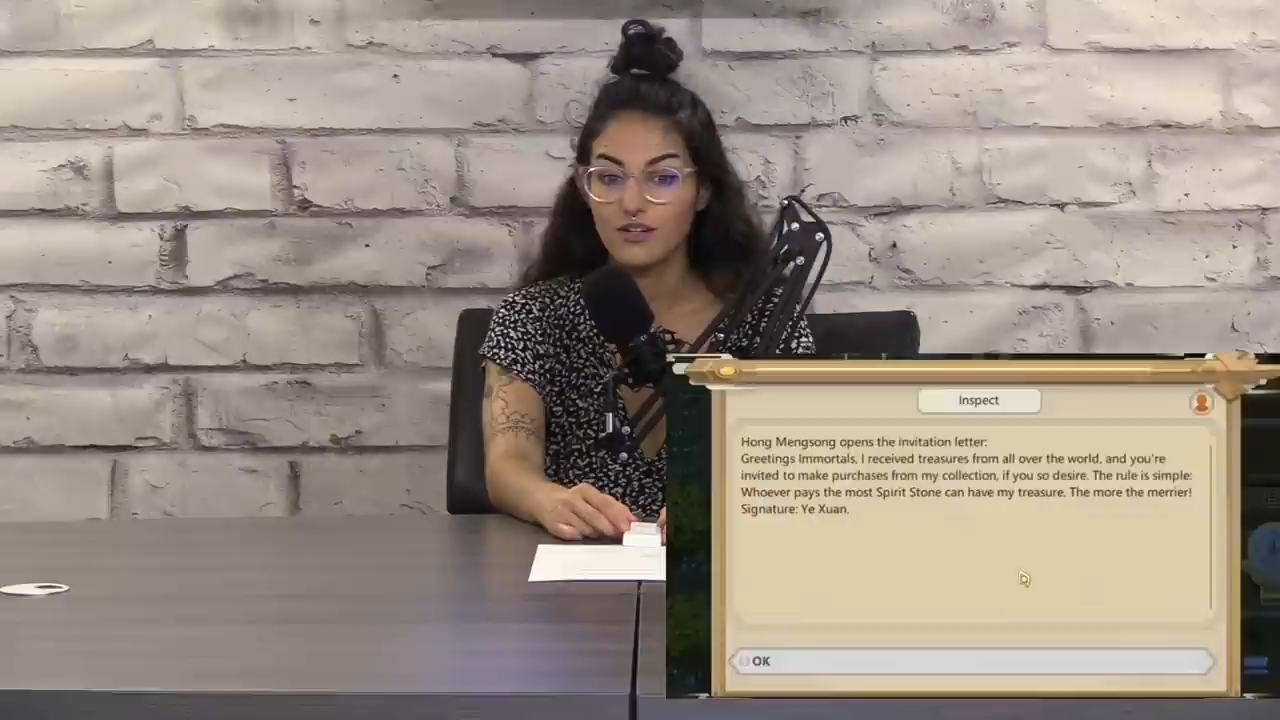 Inspect
Hong Mengsong opens the invitation letter:
Greetings Immortals, I received treasures from all over the world, and you're
invited to make purchases from my collection, if you so desire. The rule is simple:
Whoever pays the most Spirit Stone can have my treasure. The more the merrier!
Signature: Ye Xuan.
OK